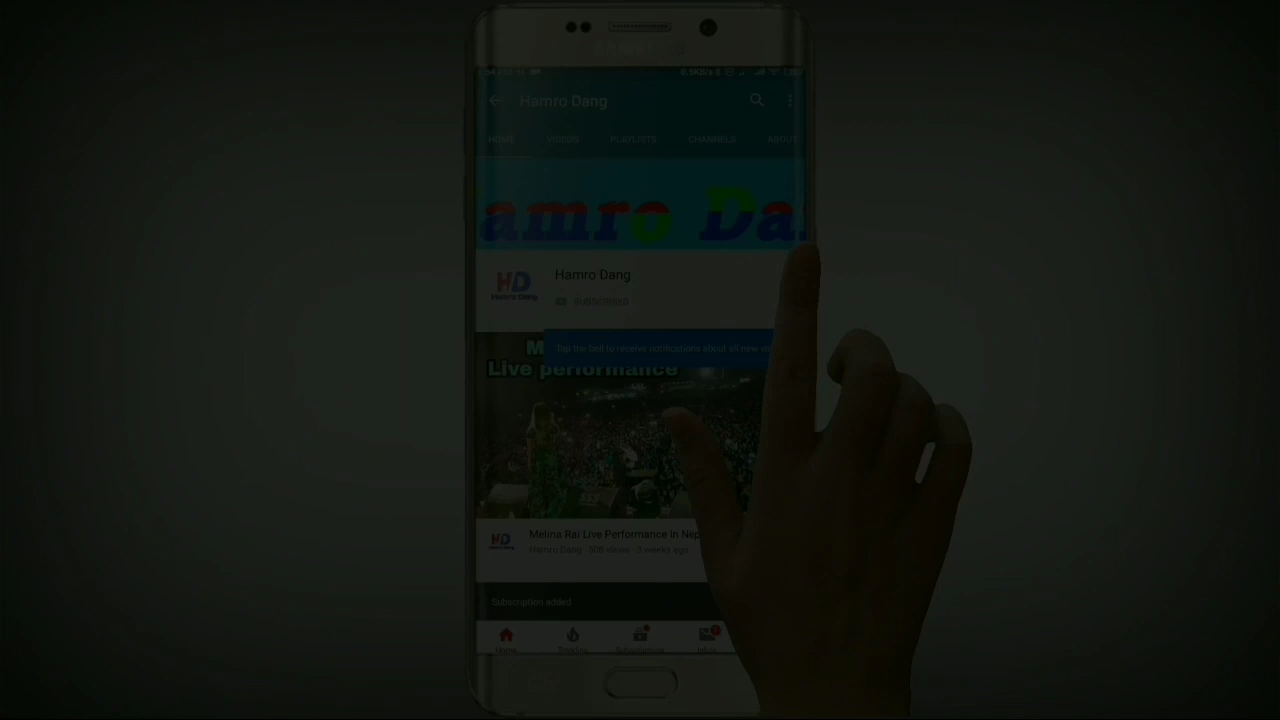 Hamro Dang
HOME VIDEOS PLAYLISTS CHANNELS ABOUT
amro Da
HD
Hamro Dang
Hamro Dang
SUBSCRIBED
Tap the bell to receive notifications about all new
M
Live performance
HD
Melina Rai Live Performance In Nep
Hamro Dang · 508 views · 3 weeks ago
Subscription added
Home Trending Subscriptions Inbox